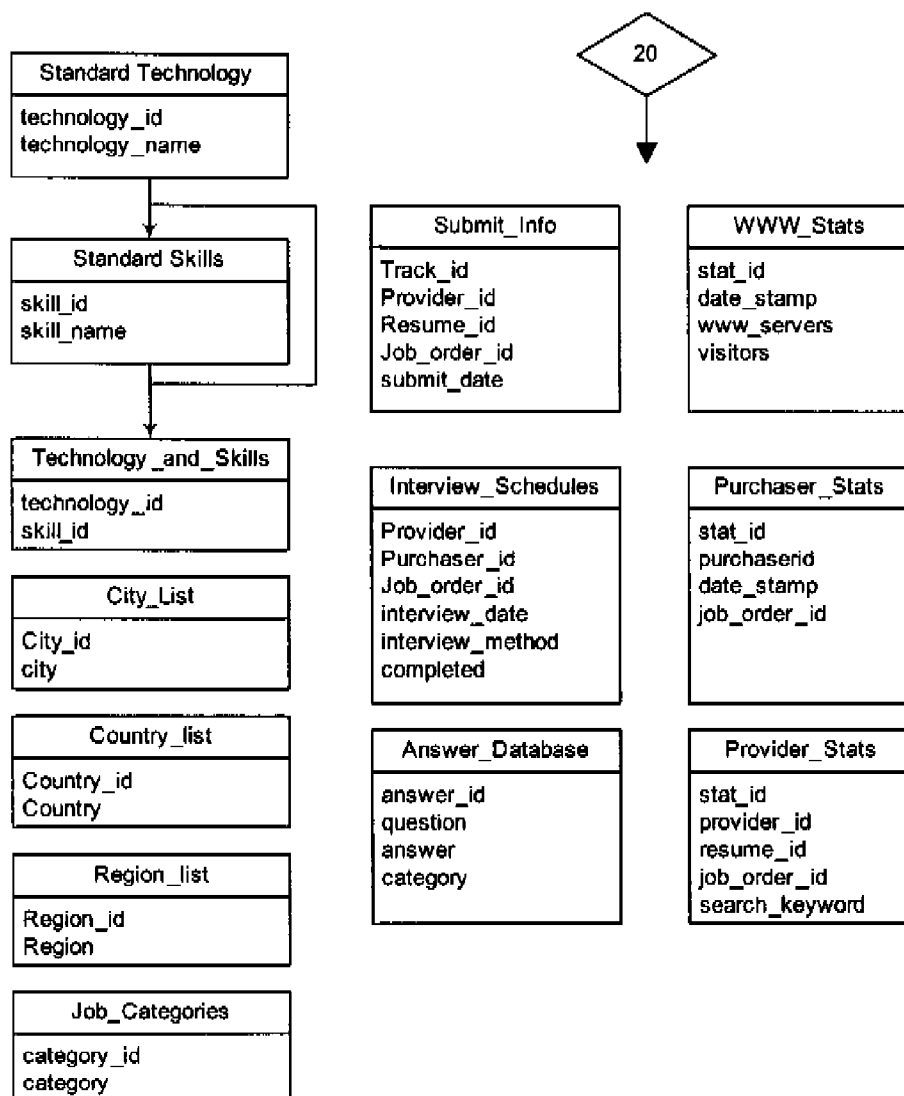 20
Standard Technology
technology_id
technology_name
Standard Skills
skill_id
skill_name
Technology_and_Skills
technology_id
skill_id
City_List
City_id
city
Country_list
Country_id
Country
Region_list
Region_id
Region
Job_Categories
category_id
category
Submit_Info
Track_id
Provider_id
Resume_id
Job_order_id
submit_date
Interview_Schedules
Provider_id
Purchaser_id
Job_order_id
interview_date
interview_method
completed
Answer_Database
answer_id
question
answer
category
WWW_Stats
stat_id
date_stamp
www_servers
visitors
Purchaser_Stats
stat_id
purchaserid
date_stamp
job_order_id
Provider_Stats
stat_id
provider_id
resume_id
job_order_id
search_keyword